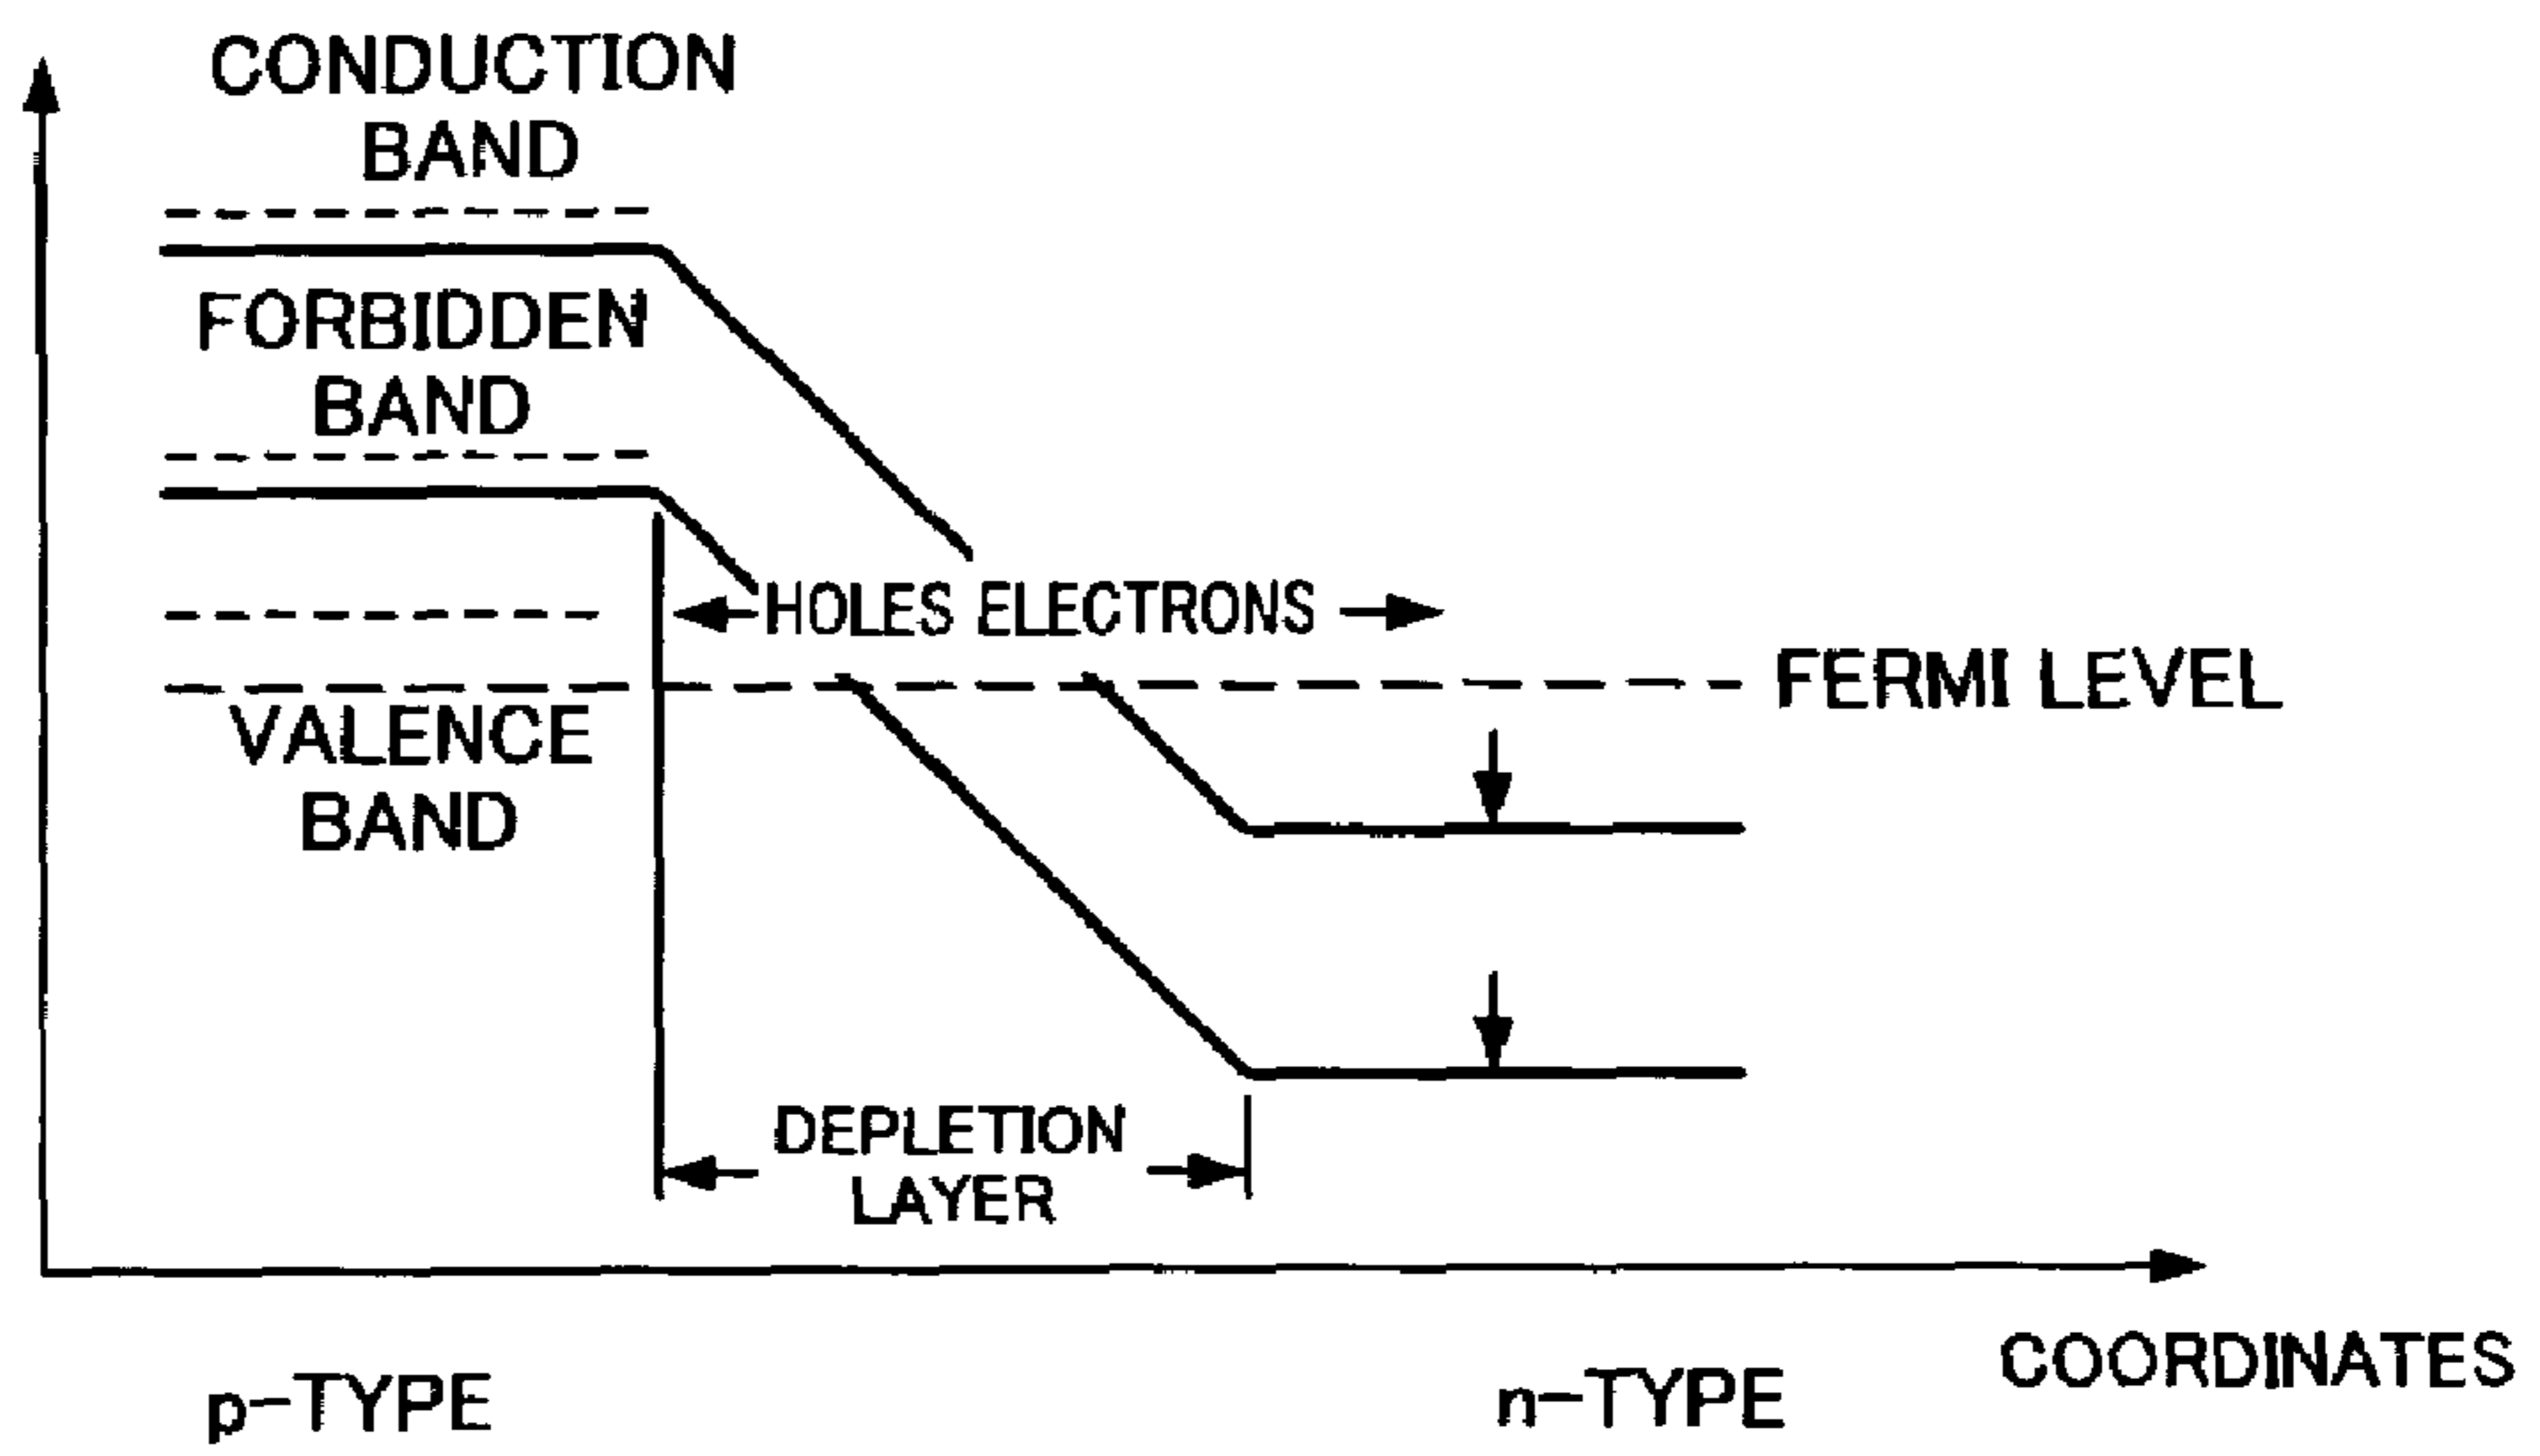 CONDUCTION
BAND
FORBIDDEN
BAND
HOLES ELECTRONS
FERMI LEVEL
VALENCE
BAND
DEPLETION
LAYER
COORDINATES
p-TYPE
n-TYPE